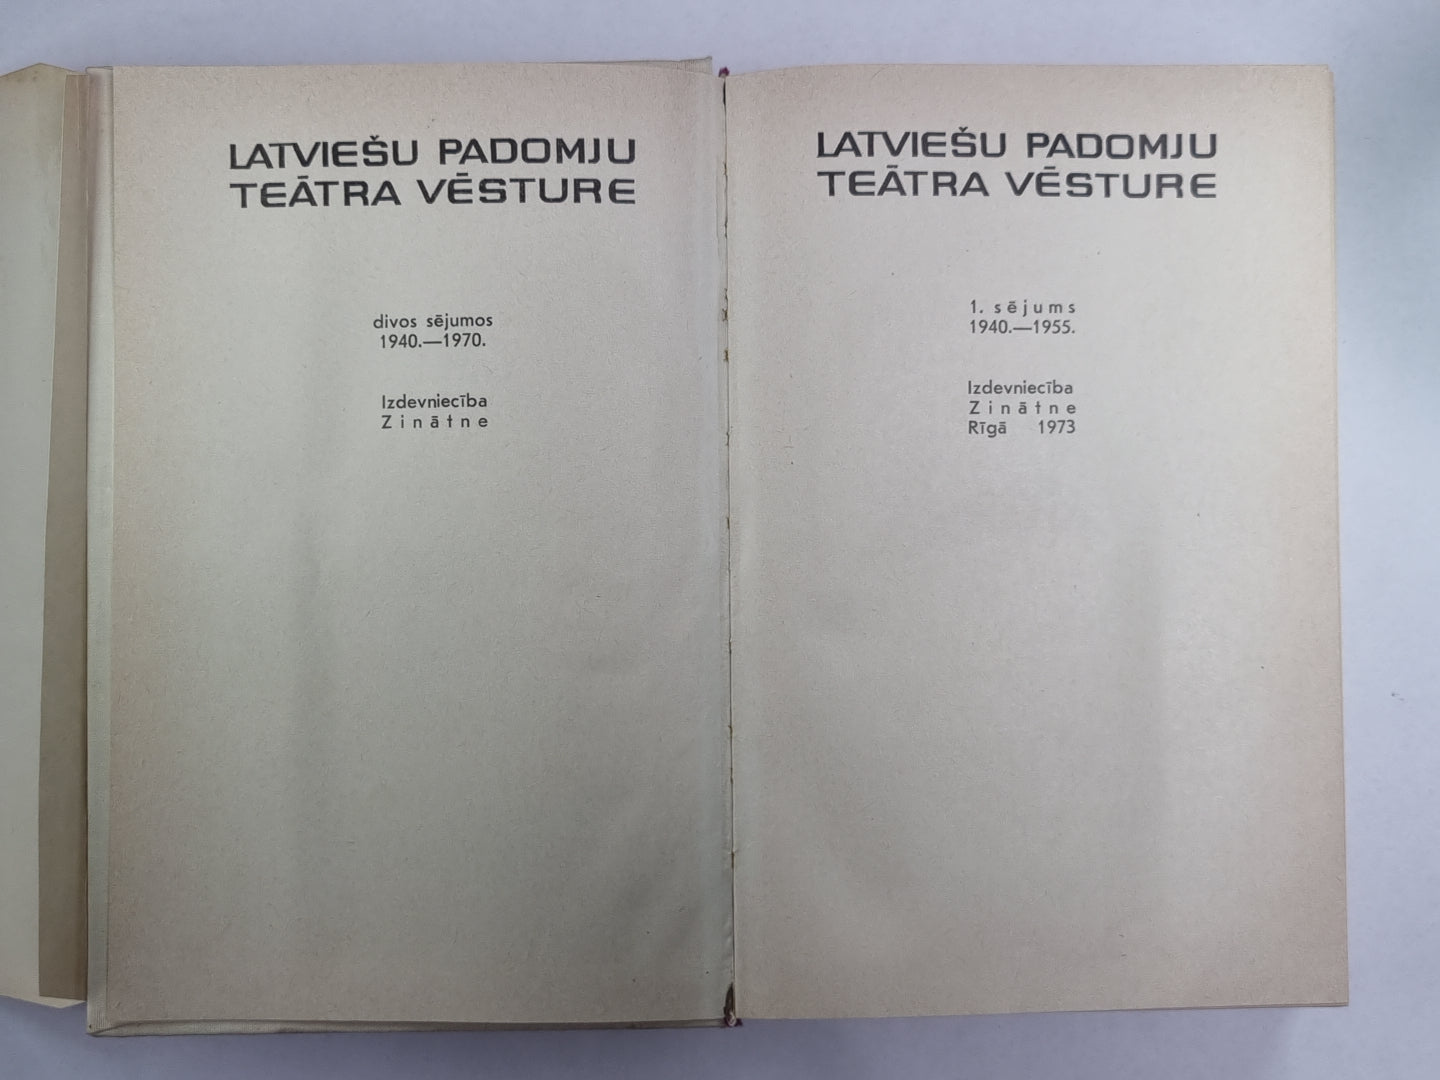 LATVIEŠU PADOMJU
TEĀTRA VĒSTURE
divos sējumos
1940.—1970.
Izdevniecība
Zinātne
LATVIEŠU PADOMJU
TEĀTRA VĒSTURE
1. sējums
1940.—1955.
Izdevniecība
Zinātne
Rīgā 1973